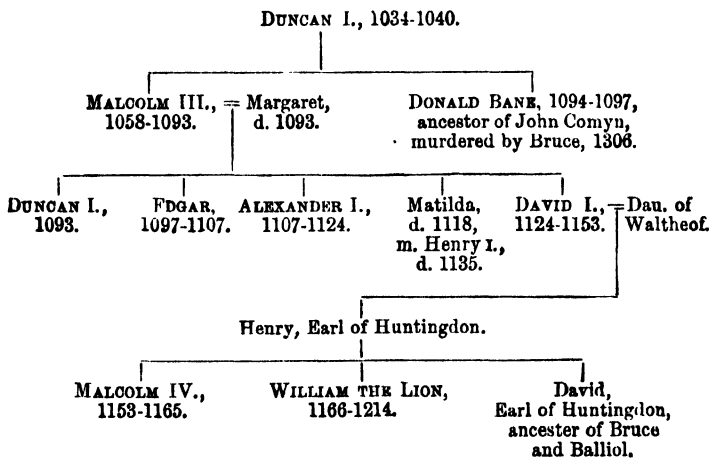 DUNCAN I., 1034-1040.
MALCOLM III., = Margaret,
1058-1093. d. 1093.
DONALD BANE, 1094-1097,
ancestor of John Comyn,
murdered by Bruce, 1306.
DUNCAN I.,
1093.
EDGAR,
1097-1107.
ALEXANDER I.,
1107-1124.
Matilda,
d. 1118,
m. Henry I.,
d. 1135.
DAVID I., = Dau. of
1124-1153. Waltheof.
Henry, Earl of Huntingdon.
MALCOLM IV.,
1153-1165.
WILLIAM THE LION,
1166-1214.
David,
Earl of Huntingdon,
ancester of Bruce
and Balliol.